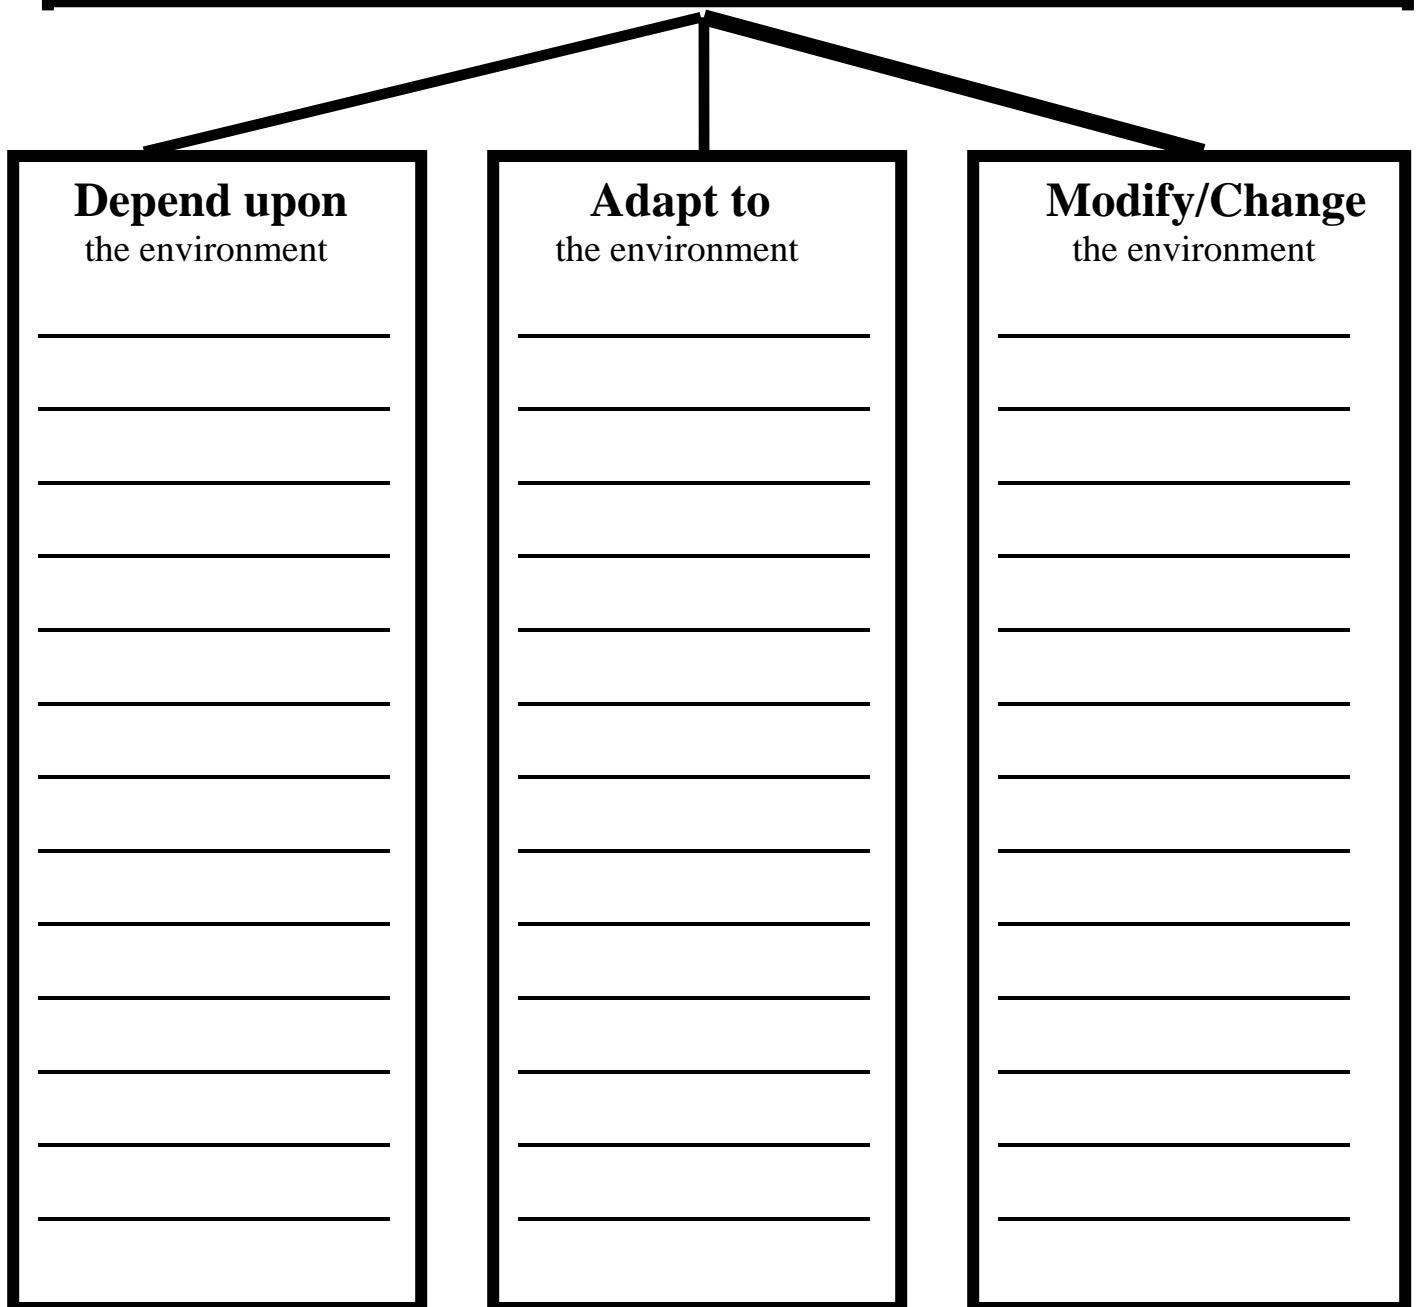 Depend upon
the environment
Adapt to
the environment
Modify/Change
the environment